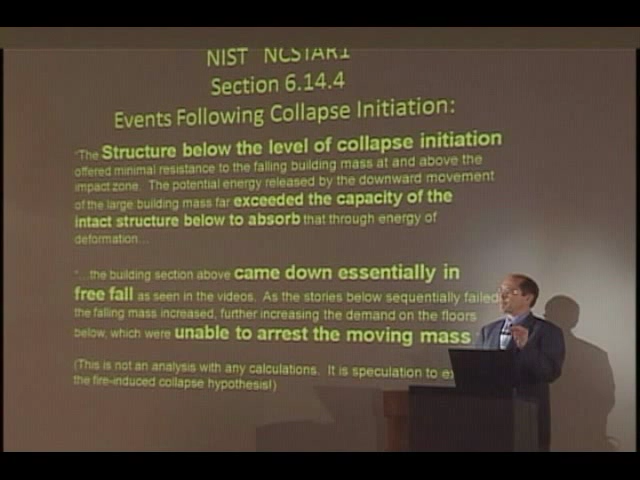 NIST NCSTAR1
Section 6.14.4
Events Following Collapse Initiation:
"The Structure below the level of collapse initiation
offered minimal resistance to the falling building mass at and above the
impact zone. The potential energy released by the downward movement
of the large building mass far exceeded the capacity of the
intact structure below to absorb that through energy of
deformation...
"...the building section above came down essentially in
free fall as seen in the videos. As the stories below sequentially failed
the falling mass increased, further increasing the demand on the floors
below, which were unable to arrest the moving mass
(This is not an analysis with any calculations. It is speculation to
the fire-induced collapse hypothesis!)